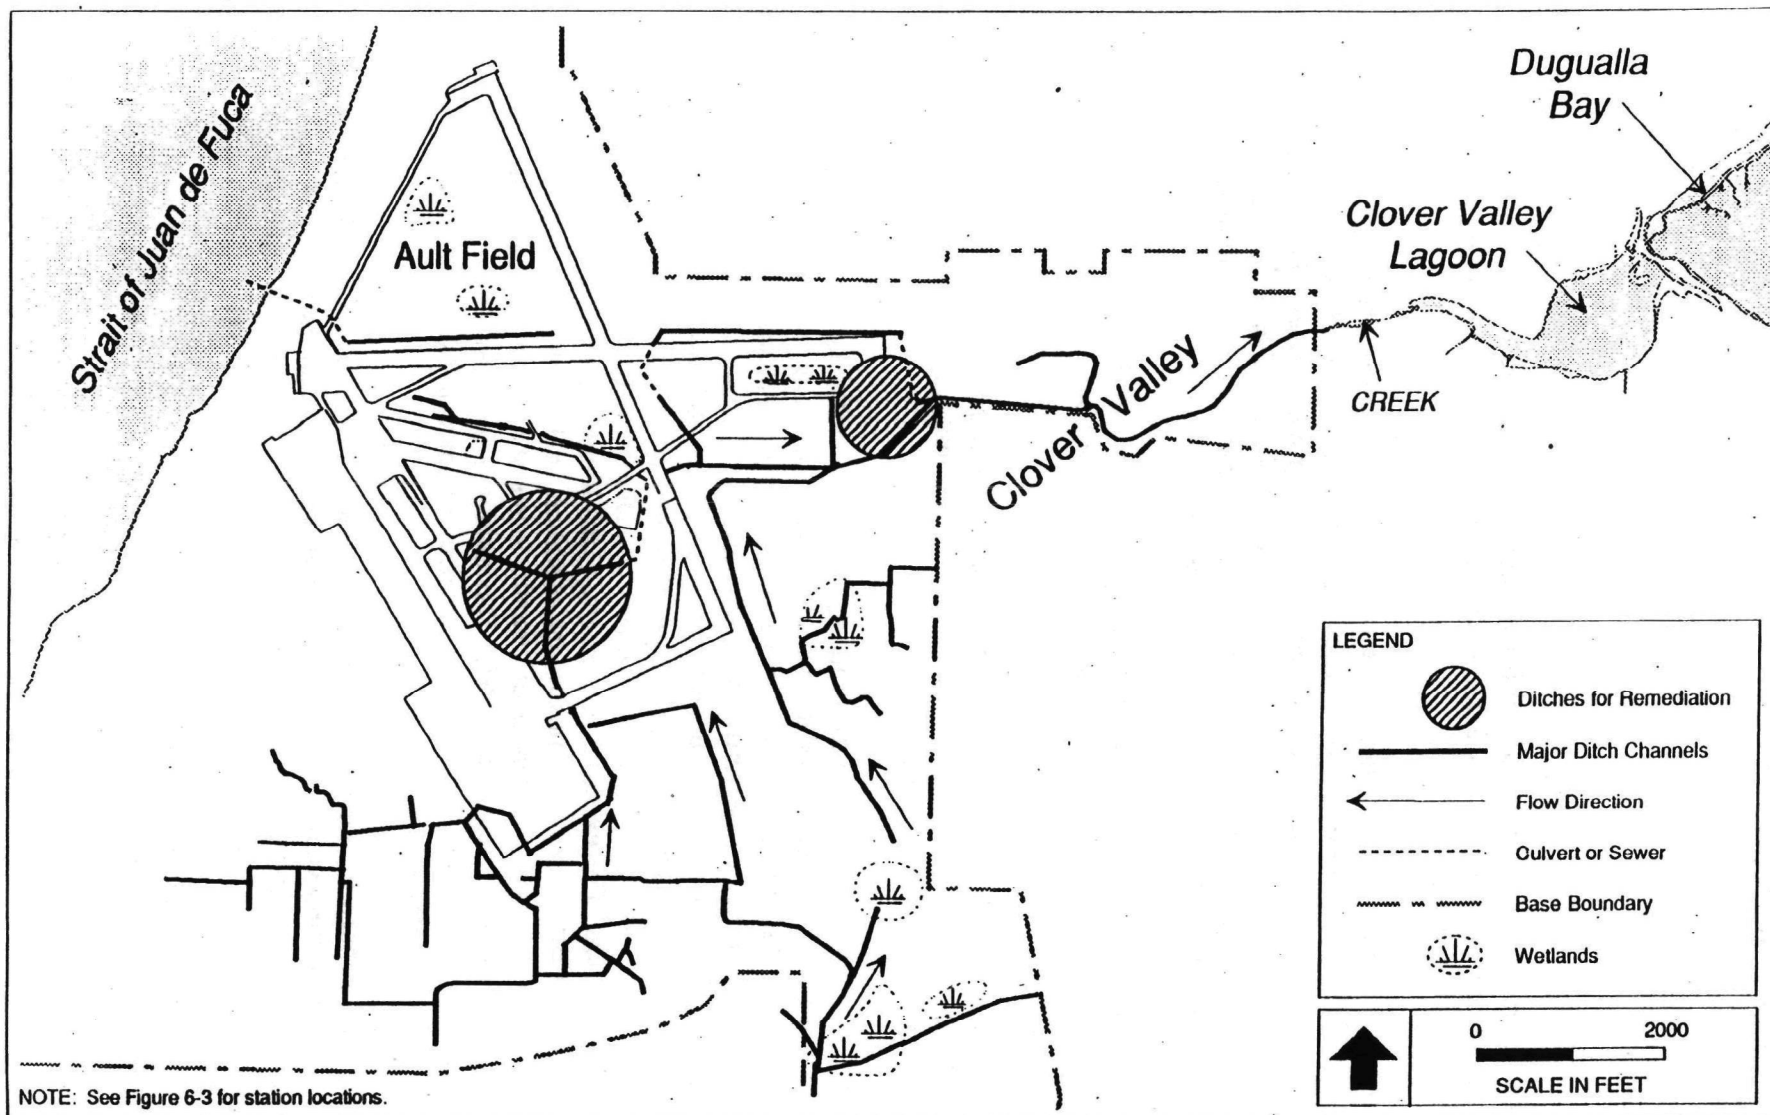 Dugualla
Bay
Strait of Juan de Fuca
Clover Valley
Lagoon
Ault Field
CREEK
Clover Valley
LEGEND
Ditches for Remediation
Major Ditch Channels
Flow Direction
Culvert or Sewer
Base Boundary
Wetlands
0 2000
SCALE IN FEET
NOTE: See Figure 6-3 for station locations.